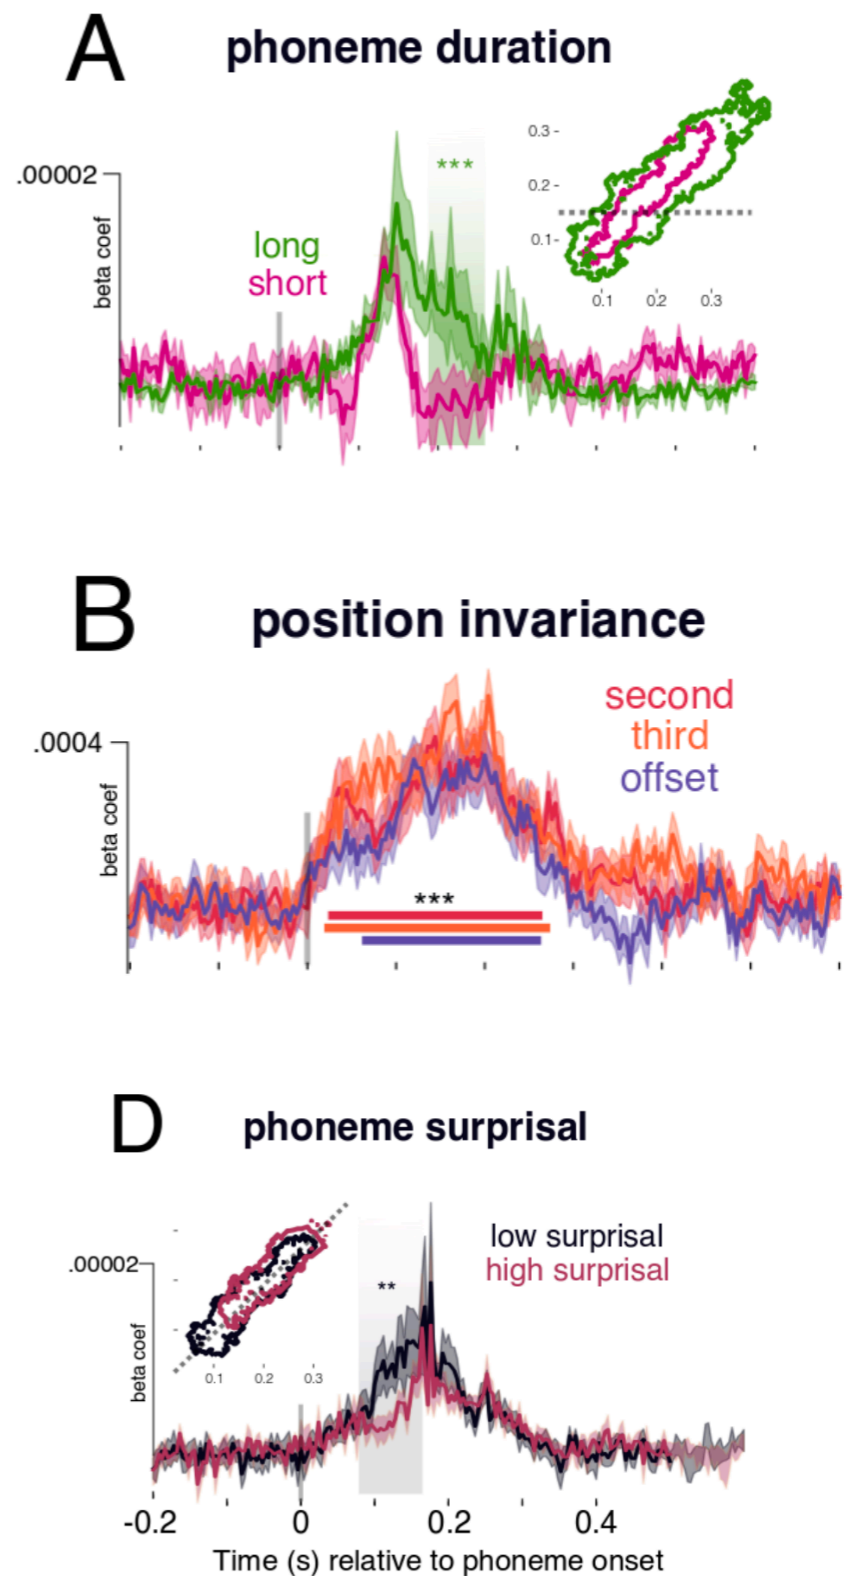 A
phoneme duration
.00002
beta coef
long
short
***
0.3
0.2
0.1
0.1 0.2 0.3
B
position invariance
.0004
beta coef
second
third
offset
***
D
phoneme surprisal
.00002
beta coef
low surprisal
high surprisal
**
0.1 0.2 0.3
-0.2 0 0.2 0.4
Time (s) relative to phoneme onset